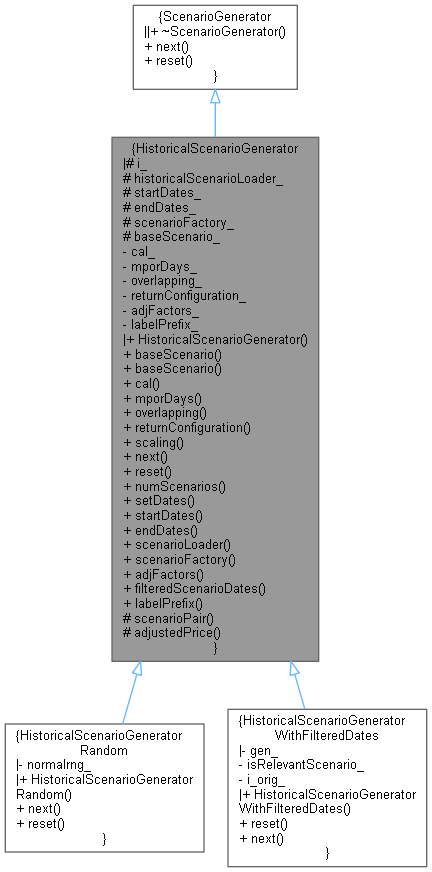 {ScenarioGenerator
||+ ~ScenarioGenerator()
+ next()
+ reset()
}
{HistoricalScenarioGenerator
|# i_
# historicalScenarioLoader_
# startDates_
# endDates_
# scenarioFactory_
# baseScenario_
- cal_
- mporDays_
- overlapping_
- returnConfiguration_
- adjFactors_
- labelPrefix_
|+ HistoricalScenarioGenerator()
+ baseScenario()
+ baseScenario()
+ cal()
+ mporDays()
+ overlapping()
+ returnConfiguration()
+ scaling()
+ next()
+ reset()
+ numScenarios()
+ setDates()
+ startDates()
+ endDates()
+ scenarioLoader()
+ scenarioFactory()
+ adjFactors()
+ filteredScenarioDates()
+ labelPrefix()
# scenarioPair()
# adjustedPrice()
}
{HistoricalScenarioGenerator
Random
|- normalrng_
|+ HistoricalScenarioGenerator
Random()
+ next()
+ reset()
}
{HistoricalScenarioGenerator
WithFilteredDates
|- gen_
- isRelevantScenario_
- i_orig_
|+ HistoricalScenarioGenerator
WithFilteredDates()
+ reset()
+ next()
}